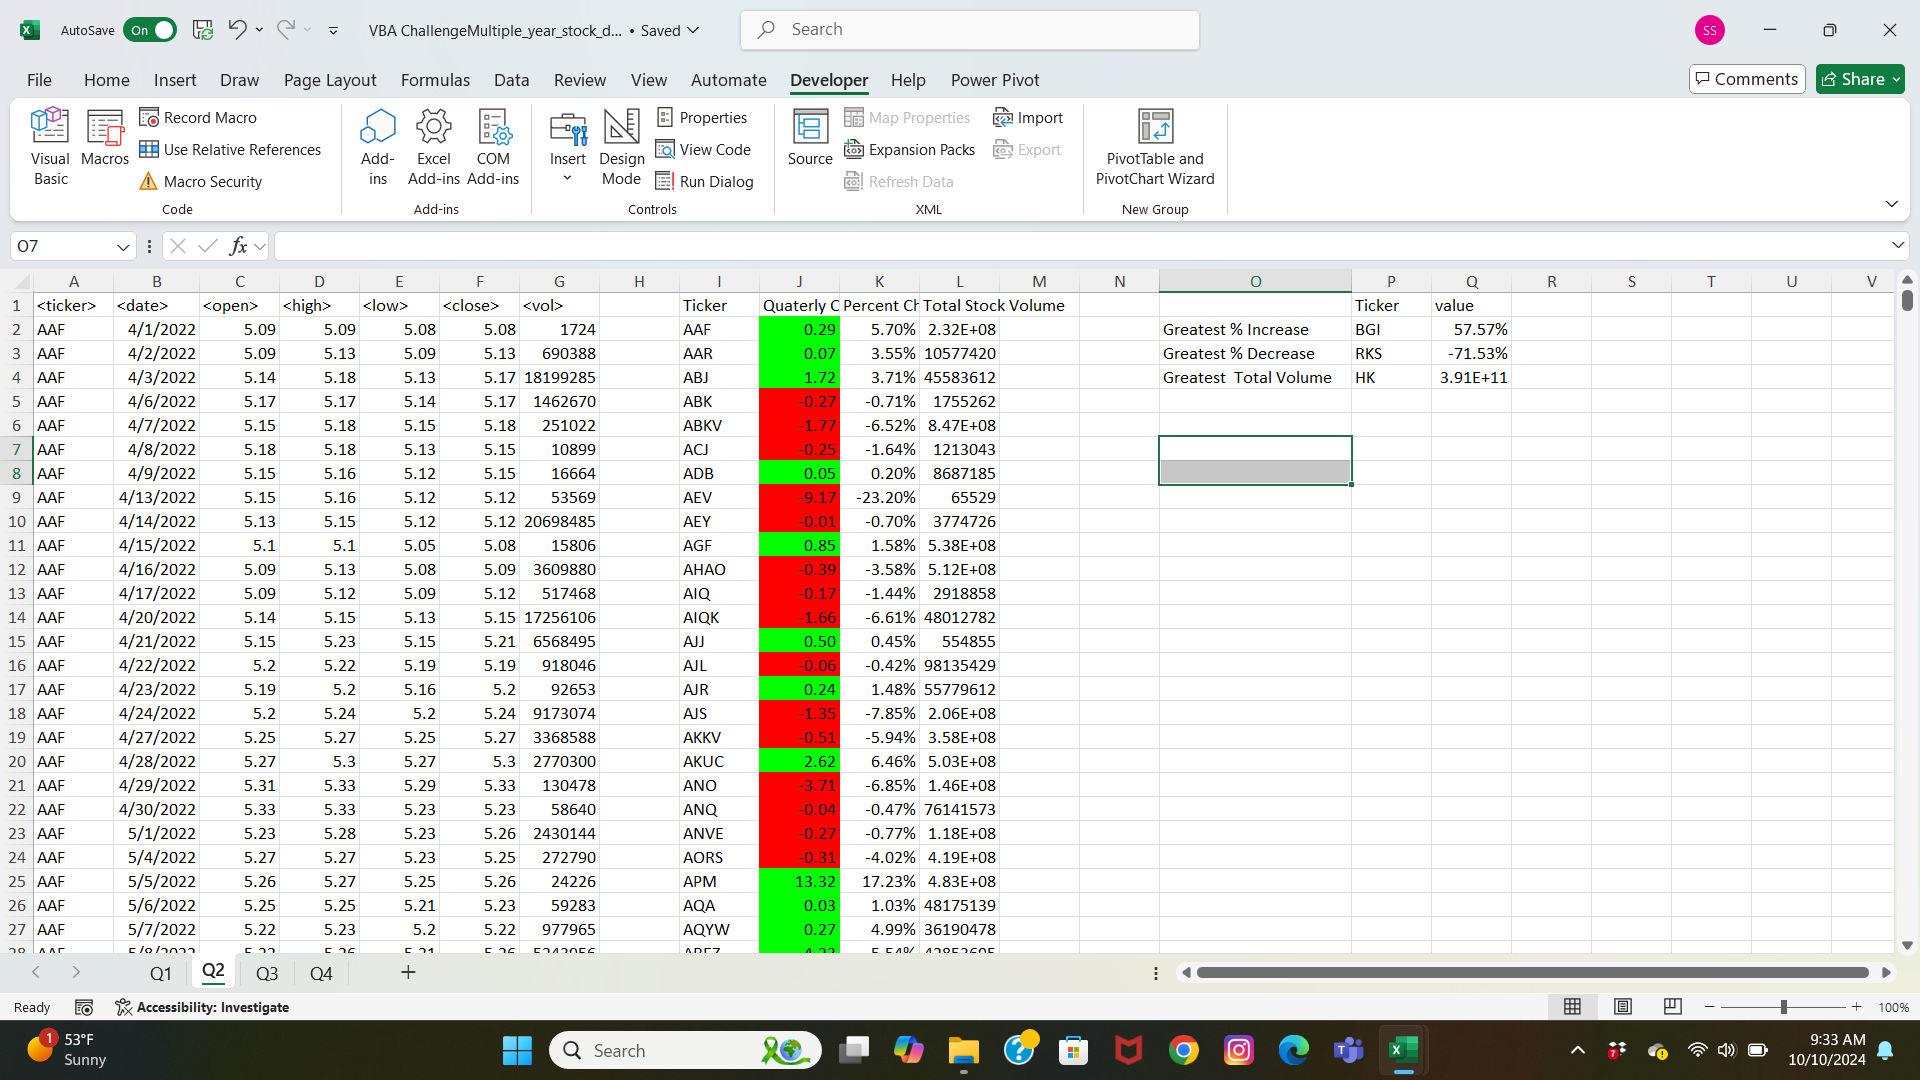 AutoSave On VBA ChallengeMultiple_year_stock_d... • Saved Search SS
File Home Insert Draw Page Layout Formulas Data Review View Automate Developer Help Power Pivot Comments Share
Visual Basic Macros Record Macro Use Relative References Macro Security Code
Add-ins Excel Add-ins COM Add-ins Add-ins
Insert Design Mode Properties View Code Run Dialog Controls
Source Map Properties Expansion Packs Refresh Data Import Export XML
PivotTable and PivotChart Wizard New Group
O7 fx
A B C D E F G H I J K L M N O P Q R S T U V
1 <ticker> <date> <open> <high> <low> <close> <vol> Ticker Quaterly C Percent Ch Total Stock Volume Ticker value
2 AAF 4/1/2022 5.09 5.09 5.08 5.08 1724 AAF 0.29 5.70% 2.32E+08 Greatest % Increase BGI 57.57%
3 AAF 4/2/2022 5.09 5.13 5.09 5.13 690388 AAR 0.07 3.55% 10577420 Greatest % Decrease RKS -71.53%
4 AAF 4/3/2022 5.14 5.18 5.13 5.17 18199285 ABJ 1.72 3.71% 45583612 Greatest Total Volume HK 3.91E+11
5 AAF 4/6/2022 5.17 5.17 5.14 5.17 1462670 ABK -0.27 -0.71% 1755262
6 AAF 4/7/2022 5.15 5.18 5.15 5.18 251022 ABKV -1.77 -6.52% 8.47E+08
7 AAF 4/8/2022 5.18 5.18 5.13 5.15 10899 ACJ -0.25 -1.64% 1213043
8 AAF 4/9/2022 5.15 5.16 5.12 5.15 16664 ADB 0.05 0.20% 8687185
9 AAF 4/13/2022 5.15 5.16 5.12 5.12 53569 AEV -9.17 -23.20% 65529
10 AAF 4/14/2022 5.13 5.15 5.12 5.12 20698485 AEY -0.01 -0.70% 3774726
11 AAF 4/15/2022 5.1 5.1 5.05 5.08 15806 AGF 0.85 1.58% 5.38E+08
12 AAF 4/16/2022 5.09 5.13 5.08 5.09 3609880 AHAO -0.39 -3.58% 5.12E+08
13 AAF 4/17/2022 5.09 5.12 5.09 5.12 517468 AIQ -0.17 -1.44% 2918858
14 AAF 4/20/2022 5.14 5.15 5.13 5.15 17256106 AIQK -1.66 -6.61% 48012782
15 AAF 4/21/2022 5.15 5.23 5.15 5.21 6568495 AJJ 0.50 0.45% 554855
16 AAF 4/22/2022 5.2 5.22 5.19 5.19 918046 AJL -0.06 -0.42% 98135429
17 AAF 4/23/2022 5.19 5.2 5.16 5.2 92653 AJR 0.24 1.48% 55779612
18 AAF 4/24/2022 5.2 5.24 5.2 5.24 9173074 AJS -1.35 -7.85% 2.06E+08
19 AAF 4/27/2022 5.25 5.27 5.25 5.27 3368588 AKKV -0.51 -5.94% 3.58E+08
20 AAF 4/28/2022 5.27 5.3 5.27 5.3 2770300 AKUC 2.62 6.46% 5.03E+08
21 AAF 4/29/2022 5.31 5.33 5.29 5.33 130478 ANO -3.71 -6.85% 1.46E+08
22 AAF 4/30/2022 5.33 5.33 5.23 5.23 58640 ANQ -0.04 -0.47% 76141573
23 AAF 5/1/2022 5.23 5.28 5.23 5.26 2430144 ANVE -0.27 -0.77% 1.18E+08
24 AAF 5/4/2022 5.27 5.27 5.23 5.25 272790 AORS -0.31 -4.02% 4.19E+08
25 AAF 5/5/2022 5.26 5.27 5.25 5.26 24226 APM 13.32 17.23% 4.83E+08
26 AAF 5/6/2022 5.25 5.25 5.21 5.23 59283 AQA 0.03 1.03% 48175139
27 AAF 5/7/2022 5.22 5.23 5.2 5.22 977965 AQYW 0.27 4.99% 36190478
Q1 Q2 Q3 Q4
Ready Accessibility: Investigate 100%
1 53°F Sunny Search 7 9:33 AM
10/10/2024